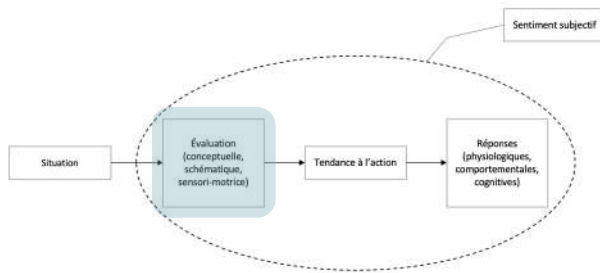 Sentiment subjectif
Situation
Évaluation
(conceptuelle,
schématique,
sensori-motrice)
Tendance à l'action
Réponses
(physiologiques,
comportementales,
cognitives)